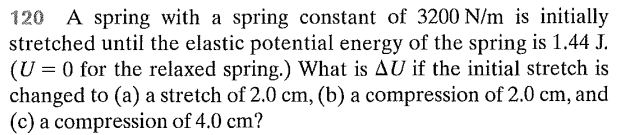 120 A spring with a spring constant of 3200 N/m is initially
stretched until the elastic potential energy of the spring is 1.44 J.
(U = 0 for the relaxed spring.) What is ΔU if the initial stretch is
changed to (a) a stretch of 2.0 cm, (b) a compression of 2.0 cm, and
(c) a compression of 4.0 cm?